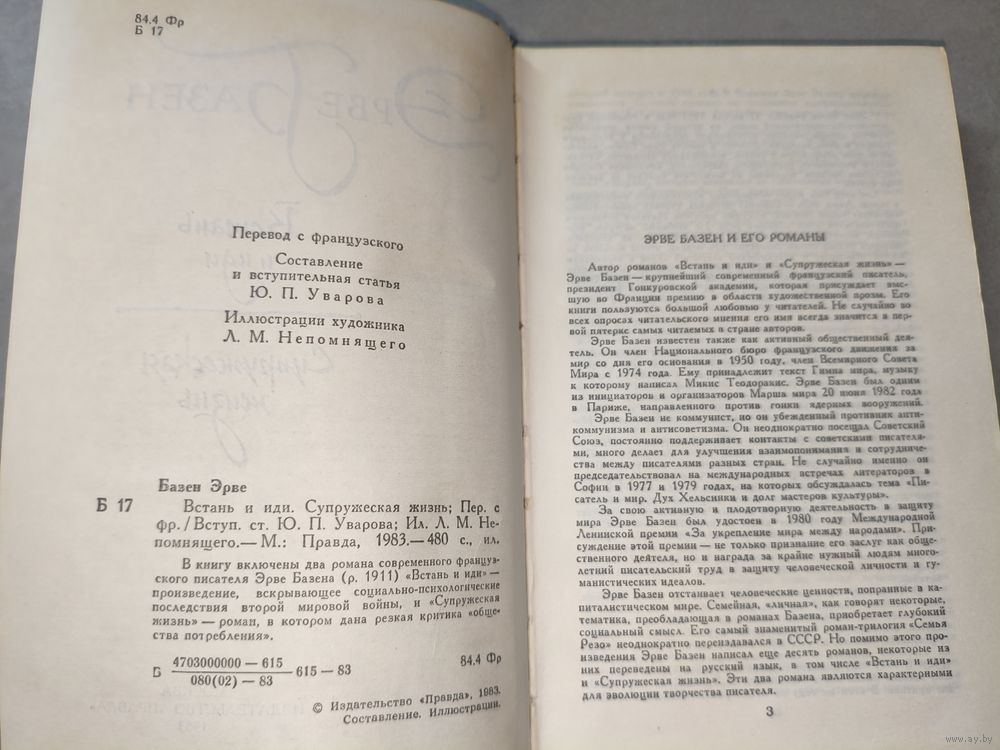 84.4 Фр
Б 17
Перевод с французского
Составление
и вступительная статья
Ю. П. Уварова
Иллюстрации художника
Л. М. Непомнящего
Базен Эрве
Б 17
Встань и иди. Супружеская жизнь; Пер. с
фр./Вступ. ст. Ю. П. Уварова; Ил. Л. М. Не-
помнящего.— М.: Правда, 1983.— 480 с., ил.
В книгу включены два романа современного француз-
ского писателя Эрве Базена (р. 1911) «Встань и иди» —
произведение, вскрывающее социально-психологические
последствия второй мировой войны, и «Супружеская
жизнь» — роман, в котором дана резкая критика «обще-
ства потребления».
Б 4703000000 — 615
080(02) — 83
615 — 83
84.4 Фр
© Издательство «Правда», 1983.
Составление. Иллюстрации.
ЭРВЕ БАЗЕН И ЕГО РОМАНЫ
Автор романов «Встань и иди» и «Супружеская жизнь» —
Эрве Базен — крупнейший современный французский писатель,
президент Гонкуровской академии, которая присуждает выс-
шую во Франции премию в области художественной прозы. Его
книги пользуются большой любовью у читателей. Не случайно во
всех опросах читательского мнения его имя всегда значится в пер-
вой пятерке самых читаемых в стране авторов.
Эрве Базен известен также как активный общественный дея-
тель. Он член Национального бюро французского движения за
мир со дня его основания в 1950 году, член Всемирного Совета
Мира с 1974 года. Ему принадлежит текст Гимна мира, музыку
к которому написал Микис Теодоракис. Эрве Базен был одним
из инициаторов и организаторов Марша мира 20 июня 1982 года
в Париже, направленного против гонки ядерных вооружений.
Эрве Базен не коммунист, но он убежденный противник анти-
коммунизма и антисоветизма. Он неоднократно посещал Советский
Союз, постоянно поддерживает контакты с советскими писателя-
ми, много делает для улучшения взаимопонимания и сотрудниче-
ства между писателями разных стран. Не случайно именно он
председательствовал на международных встречах литераторов в
Софии в 1977 и 1979 годах, на которых обсуждалась тема «Пи-
сатель и мир. Дух Хельсинки и долг мастеров культуры».
За свою активную и плодотворную деятельность в защиту
мира Эрве Базен был удостоен в 1980 году Международной
Ленинской премии «За укрепление мира между народами». При-
суждение этой премии — не только признание его заслуг как обще-
ственного деятеля, но и награда за крайне нужный людям много-
летний писательский труд в защиту человеческой личности и гу-
манистических идеалов.
Эрве Базен отстаивает человеческие ценности, попранные в ка-
питалистическом мире. Семейная, «личная», как говорят некоторые,
тематика, преобладающая в романах Базена, приобретает глубокий
социальный смысл. Его самый знаменитый роман-трилогия «Семья
Резо» неоднократно переиздавался в СССР. Но помимо этого про-
изведения Эрве Базен написал еще десять романов, некоторые из
них переведены на русский язык, в том числе «Встань и иди»
и «Супружеская жизнь». Эти два романа являются характерными
для эволюции творчества писателя.
3
www.ay.by